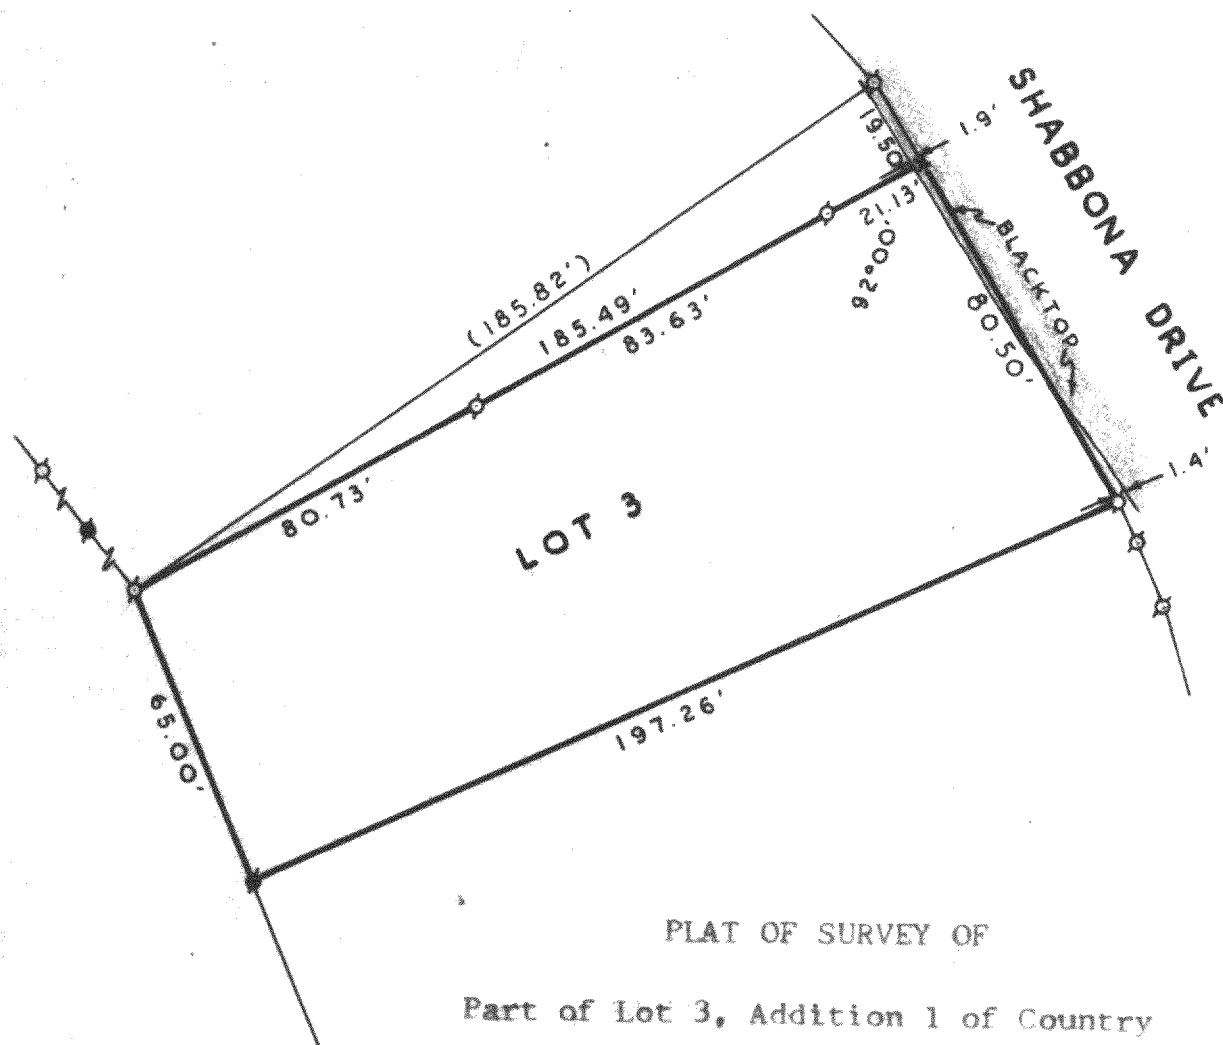 SHABBONA DRIVE
1.9'
19.50'
21.13'
92°00'
BLACKTOP
80.50'
(185.82')
185.49'
83.63'
80.73'
LOT 3
1.4'
197.26'
65.00'
PLAT OF SURVEY OF
Part of Lot 3, Addition 1 of Country